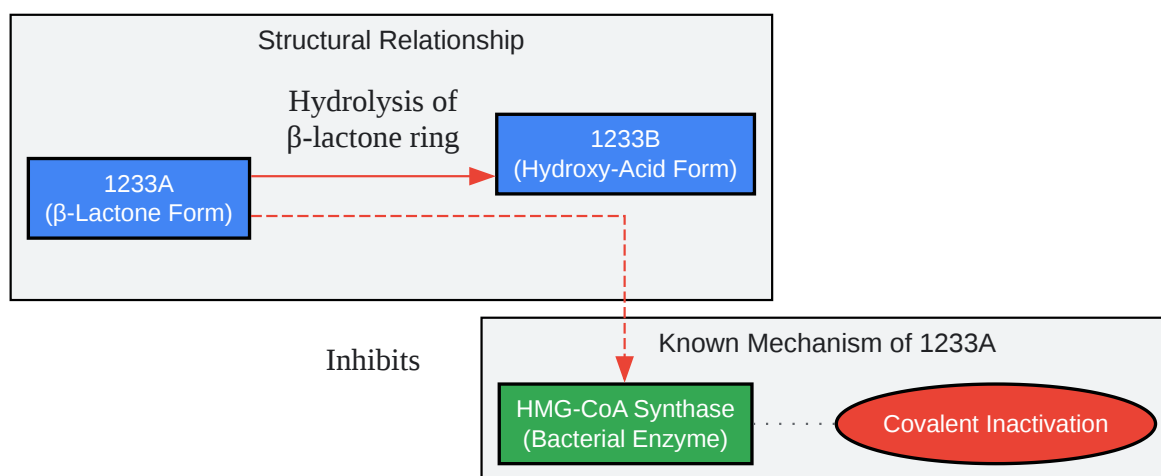 Structural Relationship
Hydrolysis of
β-lactone ring
1233A
(β-Lactone Form)
1233B
(Hydroxy-Acid Form)
Inhibits
Known Mechanism of 1233A
HMG-CoA Synthase
(Bacterial Enzyme)
Covalent Inactivation